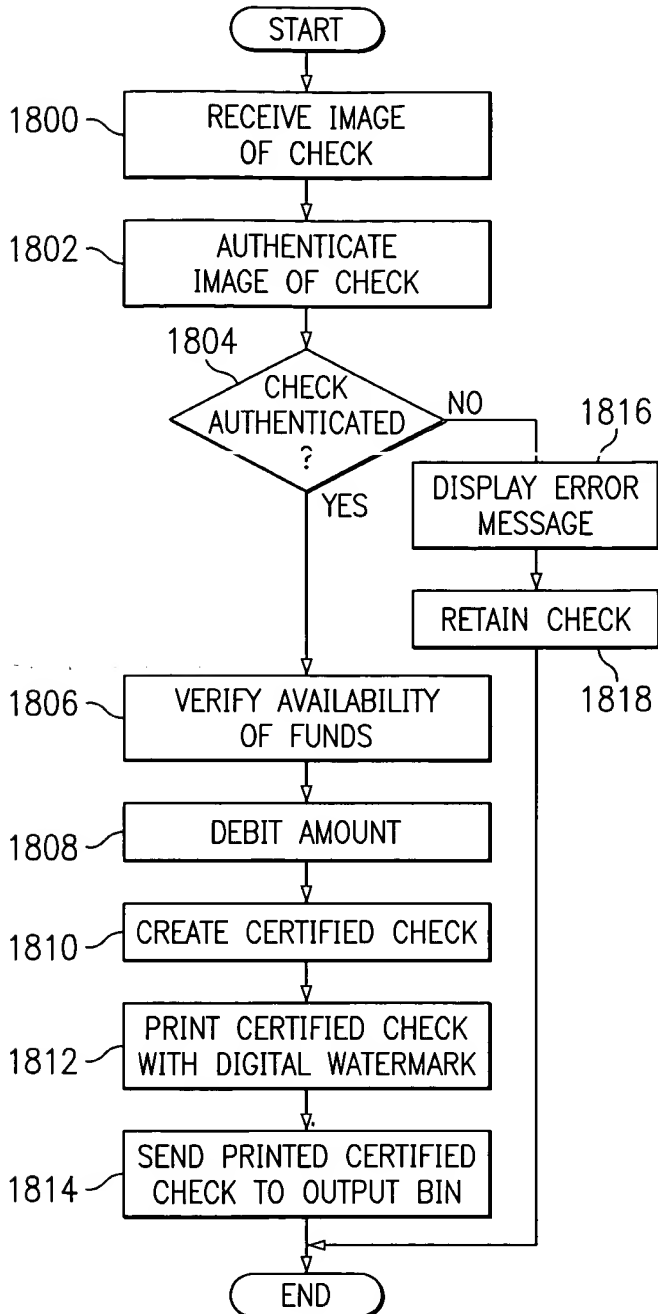 START
1800
RECEIVE IMAGE
OF CHECK
1802
AUTHENTICATE
IMAGE OF CHECK
1804
CHECK
AUTHENTICATED
?
NO
YES
1816
DISPLAY ERROR
MESSAGE
RETAIN CHECK
1818
1806
VERIFY AVAILABILITY
OF FUNDS
1808
DEBIT AMOUNT
1810
CREATE CERTIFIED CHECK
1812
PRINT CERTIFIED CHECK
WITH DIGITAL WATERMARK
1814
SEND PRINTED CERTIFIED
CHECK TO OUTPUT BIN
END